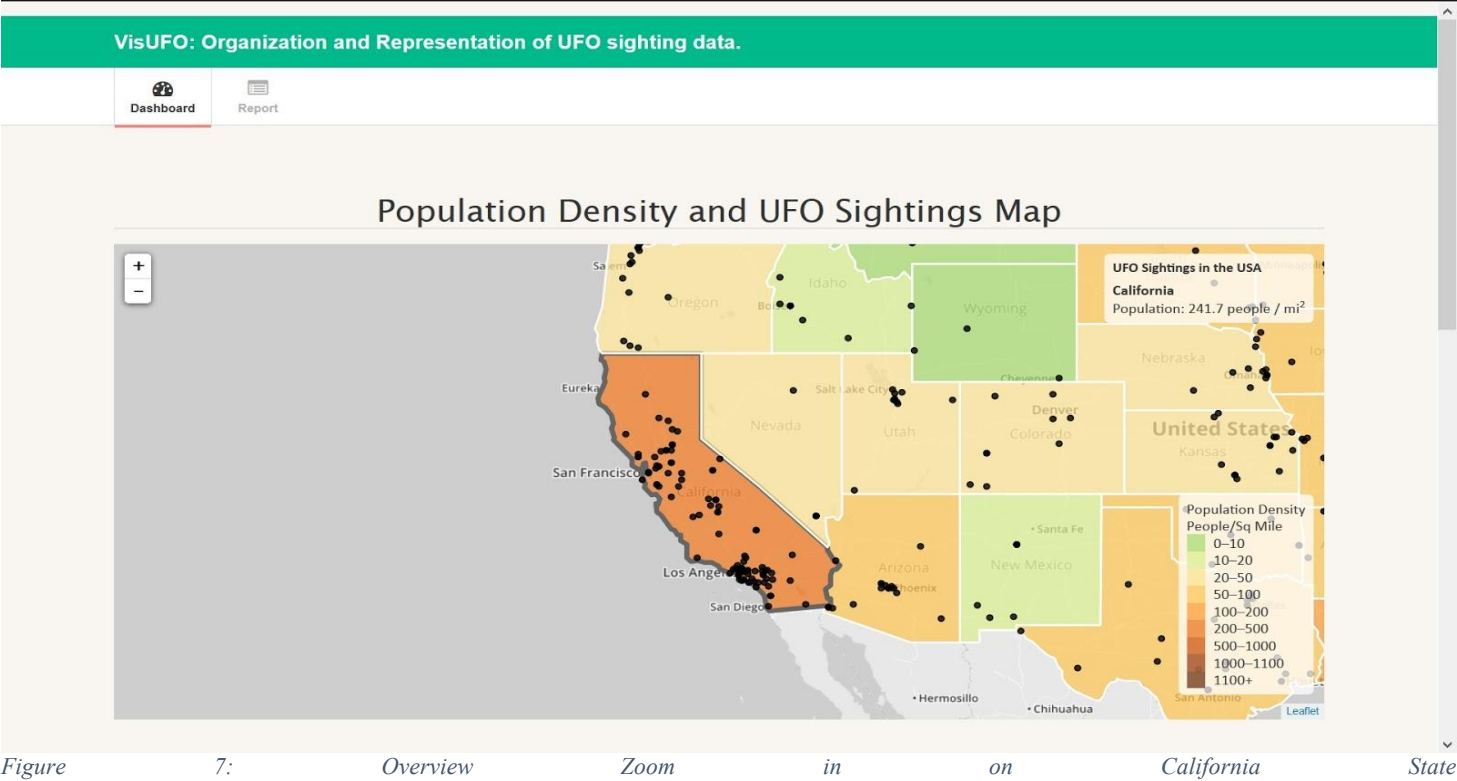 VisUFO: Organization and Representation of UFO sighting data.
Dashboard
Report
Population Density and UFO Sightings Map
+
−
UFO Sightings in the USA
California
Population: 241.7 people / mi²
Salem
Oregon
Idaho
Wyoming
Nebraska
Omaha
Eureka
Salt Lake City
Cheyenne
Nevada
Utah
Denver
Colorado
United States
Kansas
San Francisco
California
Santa Fe
Arizona
New Mexico
Phoenix
Los Angel
San Diego
Population Density
People/Sq Mile
0–10
10–20
20–50
50–100
100–200
200–500
500–1000
1000–1100
1100+
San Antonio
Hermosillo
Chihuahua
Leaflet
Figure 7: Overview Zoom in on California State